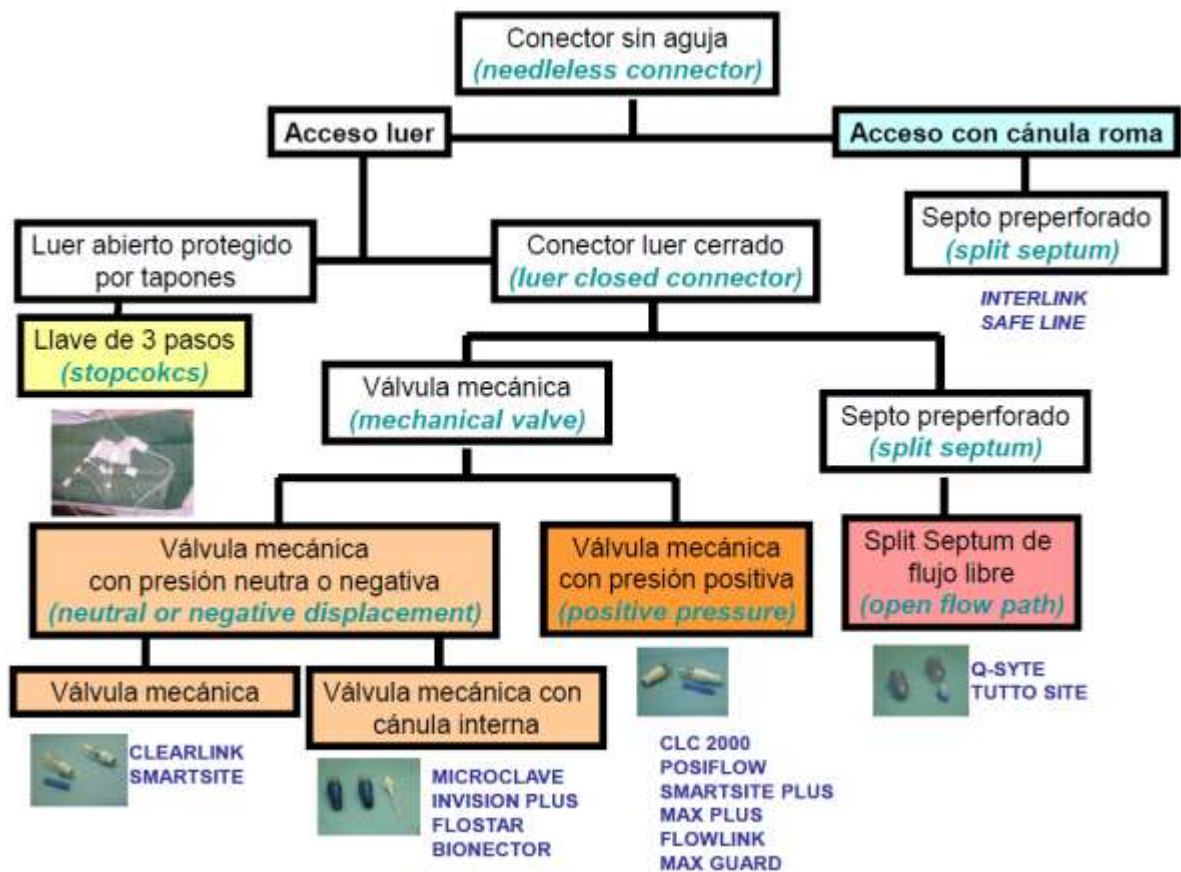 Conector sin aguja
(needleless connector)
Acceso luer
Acceso con cánula roma
Luer abierto protegido
por tapones
Conector luer cerrado
(luer closed connector)
Septo preperforado
(split septum)
INTERLINK
SAFE LINE
Llave de 3 pasos
(stopcokcs)
Válvula mecánica
(mechanical valve)
Septo preperforado
(split septum)
Válvula mecánica
con presión neutra o negativa
(neutral or negative displacement)
Válvula mecánica
con presión positiva
(positive pressure)
Split Septum de
flujo libre
(open flow path)
Válvula mecánica
Válvula mecánica con
cánula interna
CLEARLINK
SMARTSITE
MICROCLAVE
INVISION PLUS
FLOSTAR
BIONECTOR
CLC 2000
POSIFLOW
SMARTSITE PLUS
MAX PLUS
FLOWLINK
MAX GUARD
Q-SYTE
TUTTO SITE